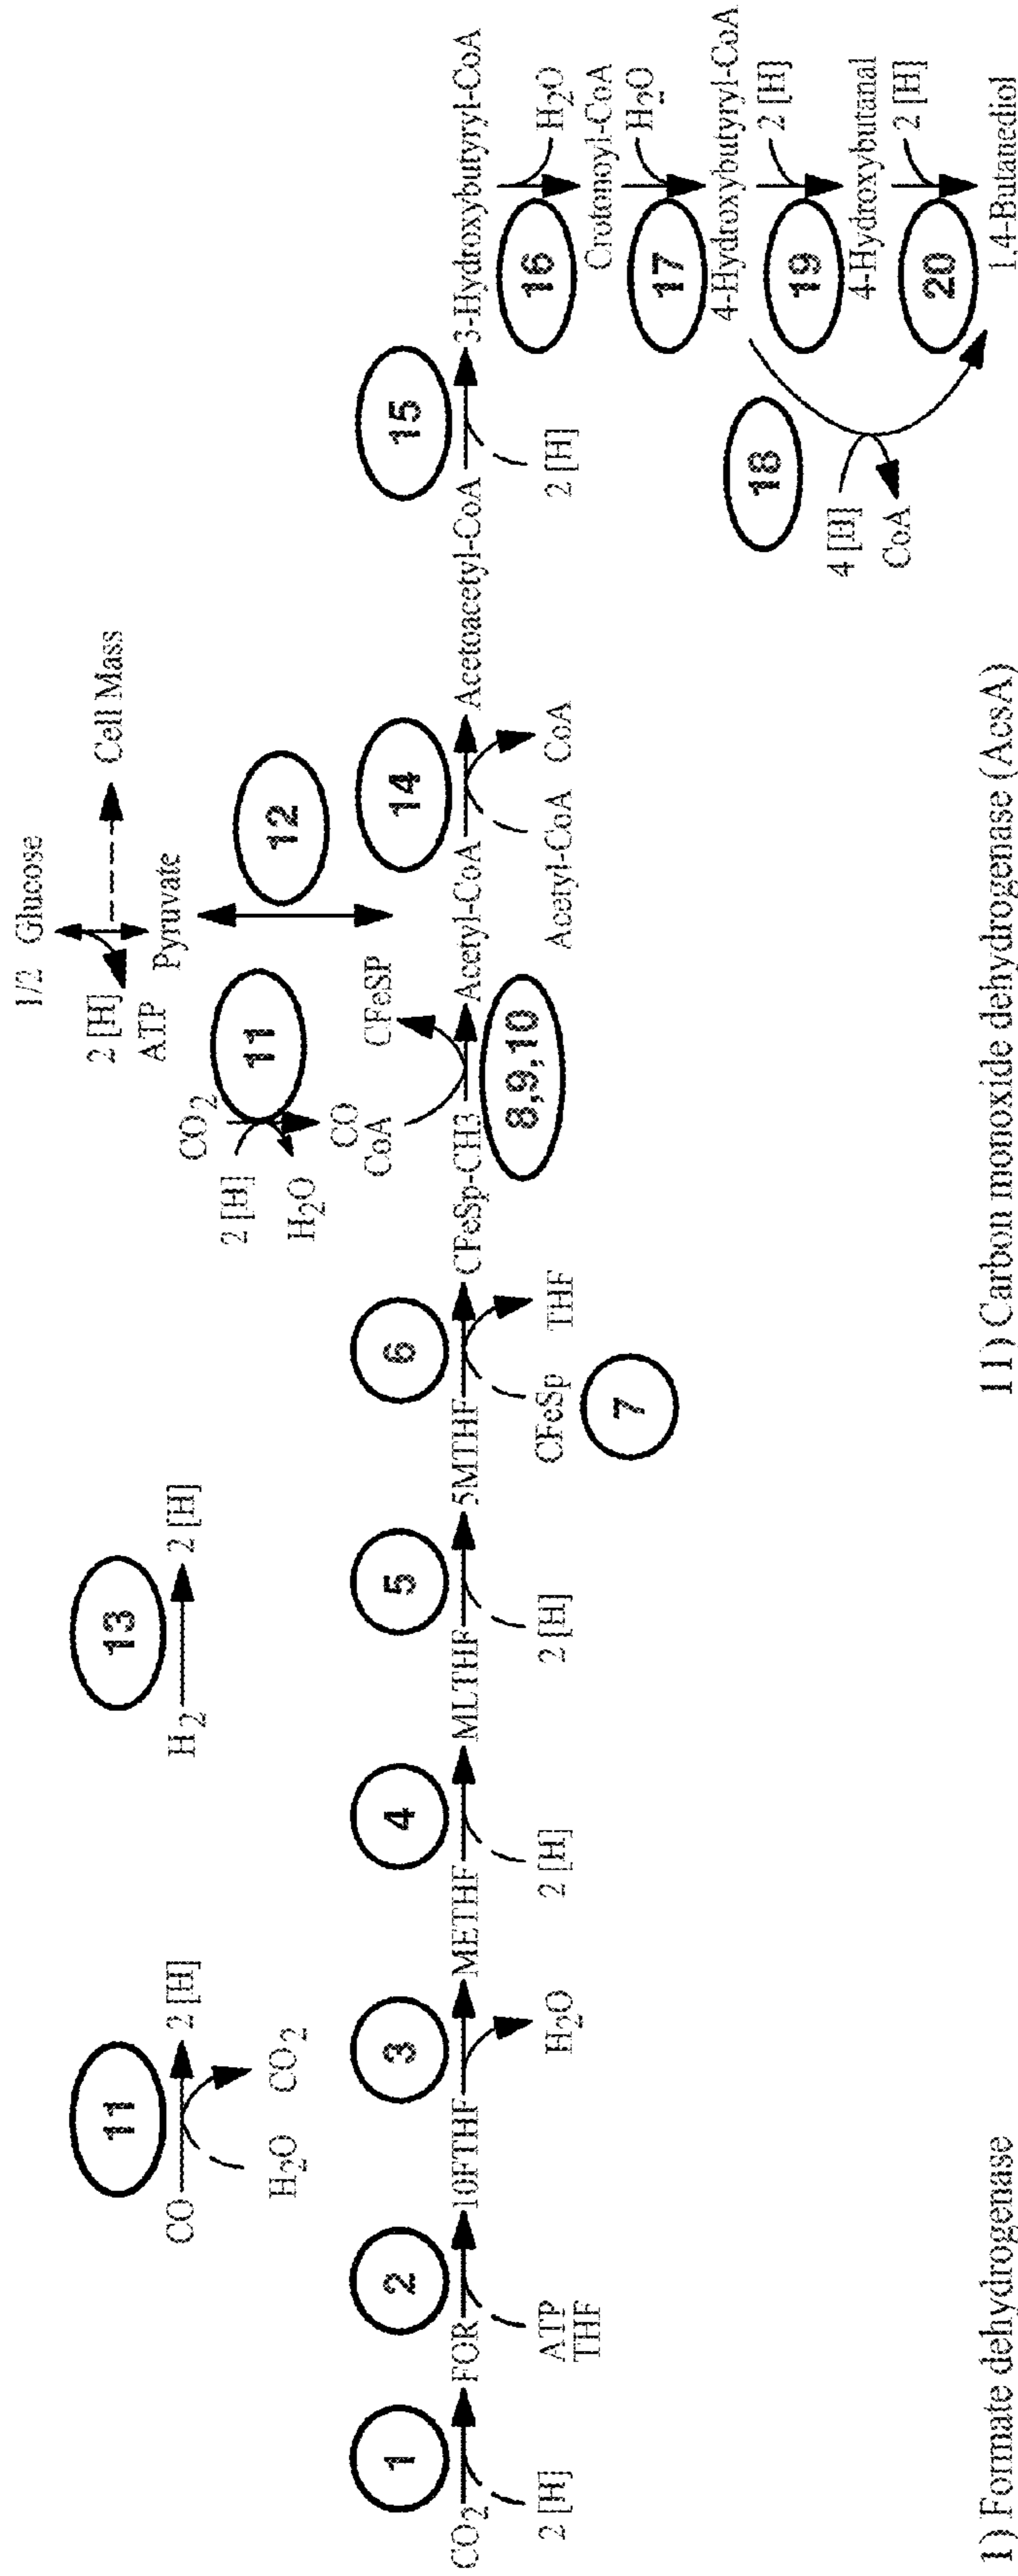 1/2 Glucose
2 [H]
ATP
Cell Mass
Pyruvate
11
CO → 2 [H]
H2O CO2
13
H2 → 2 [H]
CO2
11
2 [H]
H2O
CO
CoA
CFeSP
12
1
2
3
4
5
6
14
15
CO2 → FOR → 10FTHF → METHF → MLTHF → 5MTHF → CFeSp-CH3 → Acetyl-CoA → Acetoacetyl-CoA → 3-Hydroxybutyryl-CoA
2 [H]
ATP
THF
H2O
2 [H]
2 [H]
CFeSp THF
7
8,9,10
Acetyl-CoA CoA
2 [H]
16
H2O
Crotonoyl-CoA
17
H2O
4-Hydroxybutyryl-CoA
18
4 [H]
CoA
19
2 [H]
4-Hydroxybutanal
20
2 [H]
1,4-Butanediol
1) Formate dehydrogenase
11) Carbon monoxide dehydrogenase (AcsA)